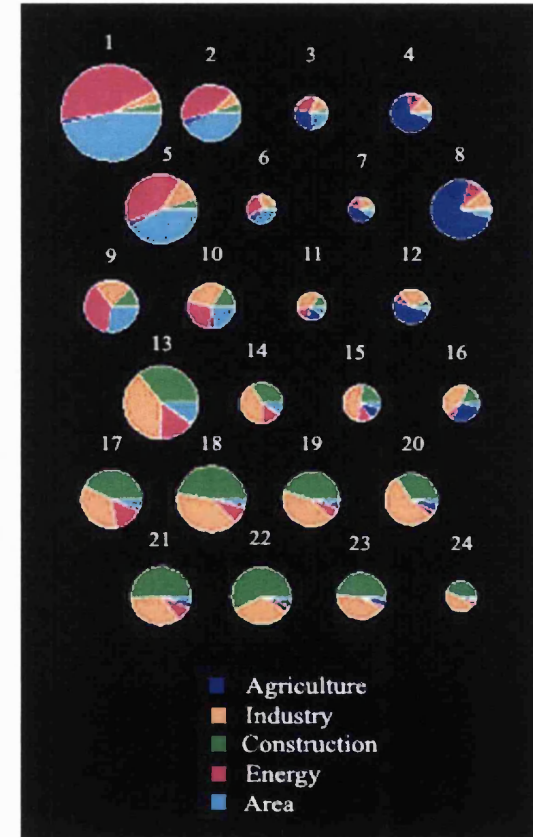 1 2 3 4
5 6 7 8
9 10 11 12
13 14 15 16
17 18 19 20
21 22 23 24
Agriculture
Industry
Construction
Energy
Area